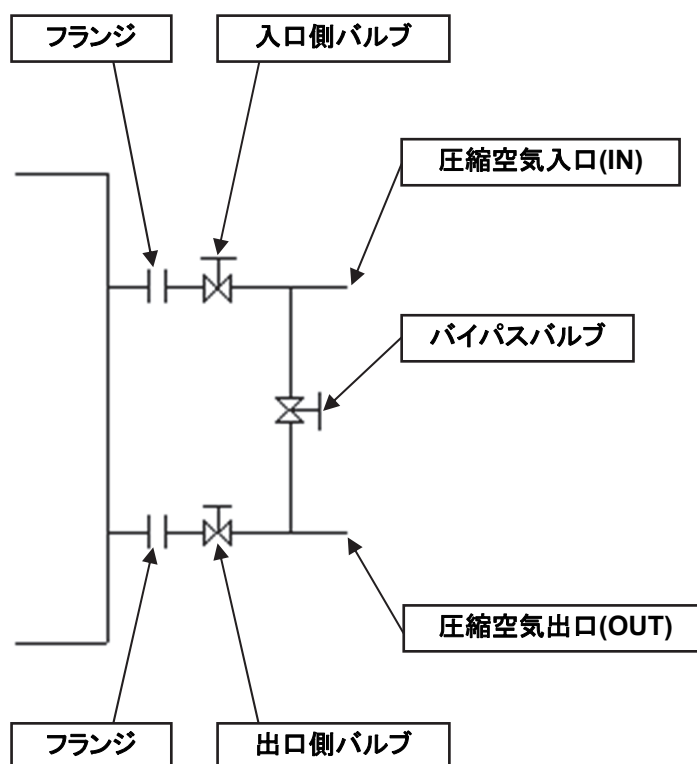 フランジ
入口側バルブ
圧縮空気入口(IN)
バイパスバルブ
圧縮空気出口(OUT)
フランジ
出口側バルブ